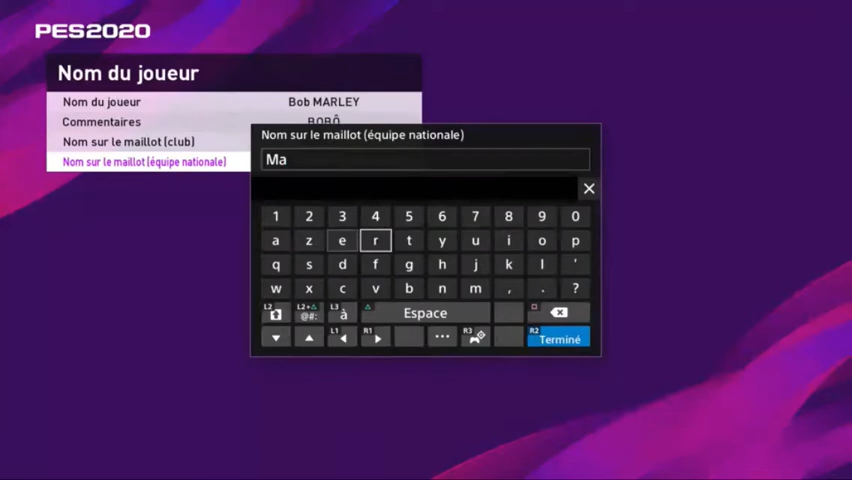 PES2020
Nom du joueur
Nom du joueur Bob MARLEY
Commentaires BOBÔ
Nom sur le maillot (club)
Nom sur le maillot (équipe nationale)
Nom sur le maillot (équipe nationale)
Ma
1 2 3 4 5 6 7 8 9 0
a z e r t y u i o p
q s d f g h j k l '
w x c v b n m , . ?
L2 L2+△ @#: L3 à △ Espace □
L1 R1 ... R3 R2 Terminé